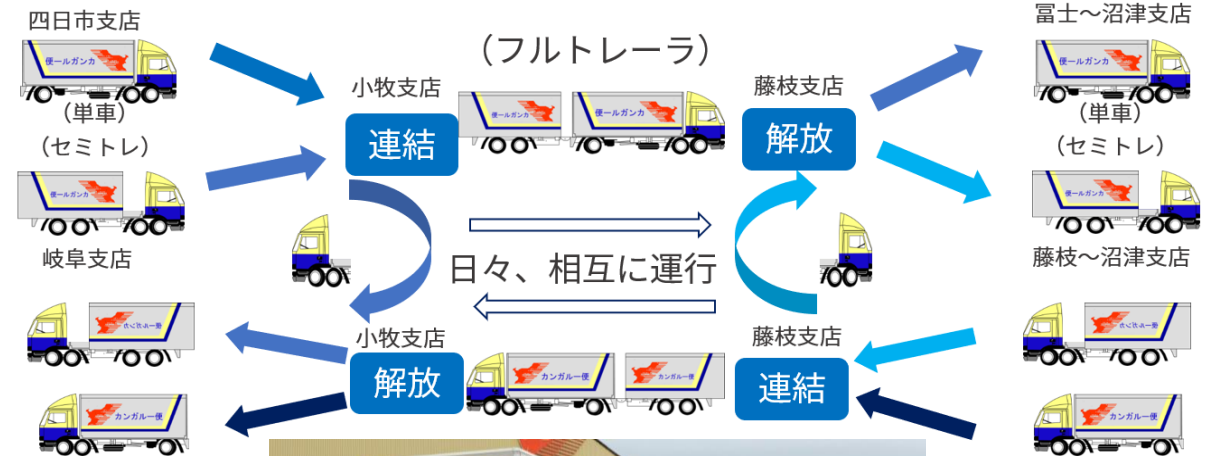 四日市支店
便ールガンカ
（単車）
（セミトレ）
便ールガンカ
岐阜支店
（フルトレーラ）
小牧支店
連結
便ールガンカ
便ールガンカ
藤枝支店
解放
冨士～沼津支店
便ールガンカ
（単車）
（セミトレ）
便ールガンカ
藤枝～沼津支店
日々、相互に運行
小牧支店
解放
カンガルー便
カンガルー便
藤枝支店
連結
カンガルー便
カンガルー便